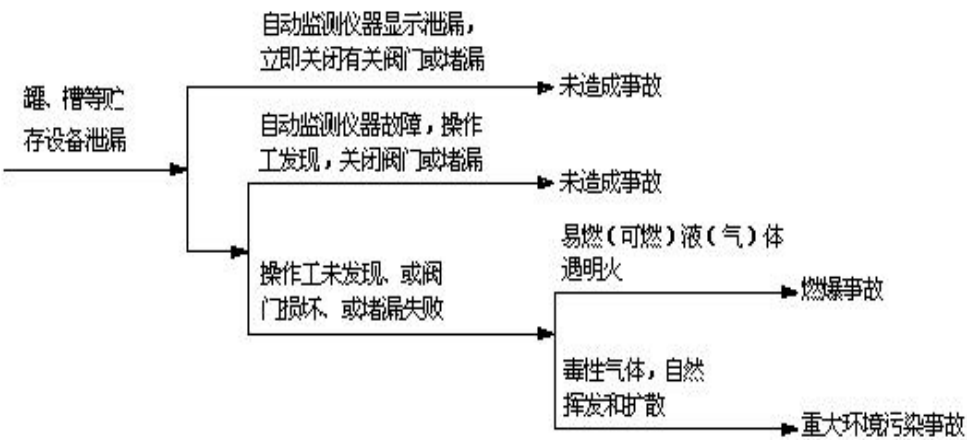 自动监测仪器显示泄漏，
立即关闭有关阀门或堵漏
未造成事故
罐、槽等贮
存设备泄漏
自动监测仪器故障，操作
工发现，关闭阀门或堵漏
未造成事故
易燃(可燃)液(气)体
遇明火
操作工未发现、或阀
门损坏、或堵漏失败
燃爆事故
毒性气体，自然
挥发和扩散
重大环境污染事故